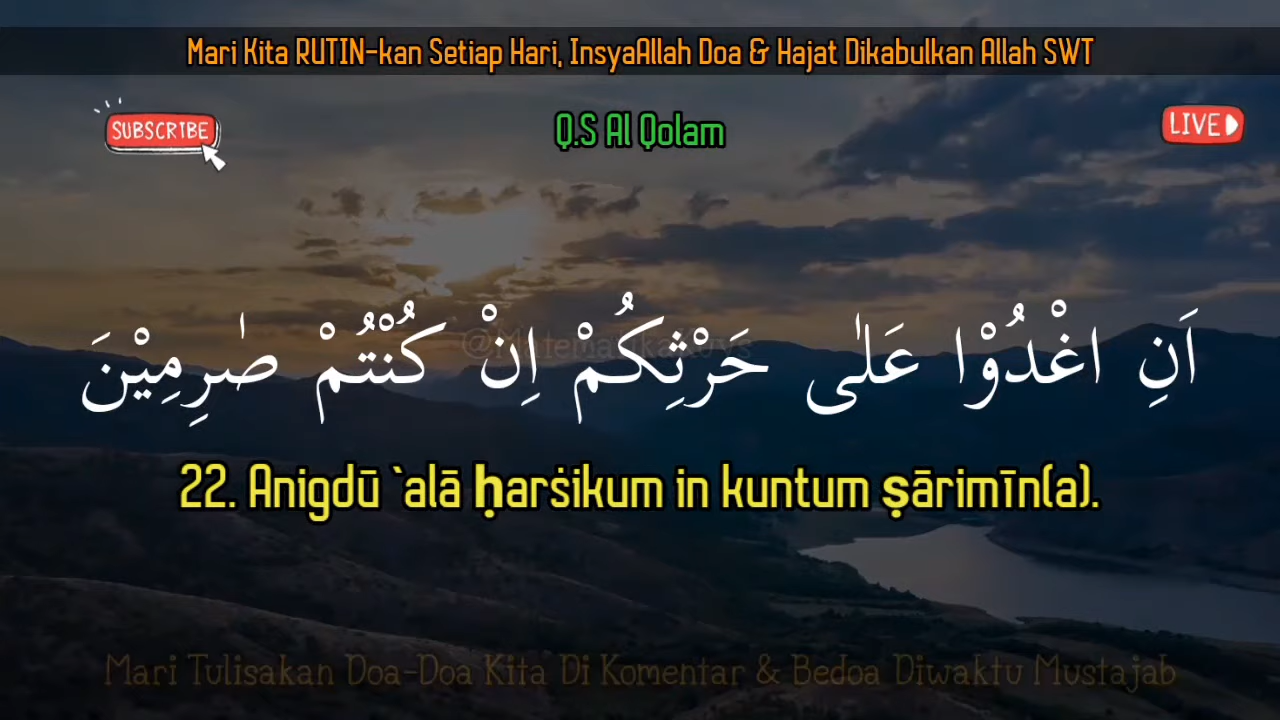 Mari Kita RUTIN-kan Setiap Hari, InsyaAllah Doa & Hajat Dikabulkan Allah SWT
SUBSCRIBE
Q.S Al Qolam
LIVE
@MatematikaKuys
اَنِ اغْدُوْا عَلٰى حَرْثِكُمْ اِنْ كُنْتُمْ صٰرِمِيْنَ
22. Anigdū `alā ḥarṡikum in kuntum ṣārimīn(a).
Mari Tulisakan Doa-Doa Kita Di Komentar & Bedoa Diwaktu Mustajab